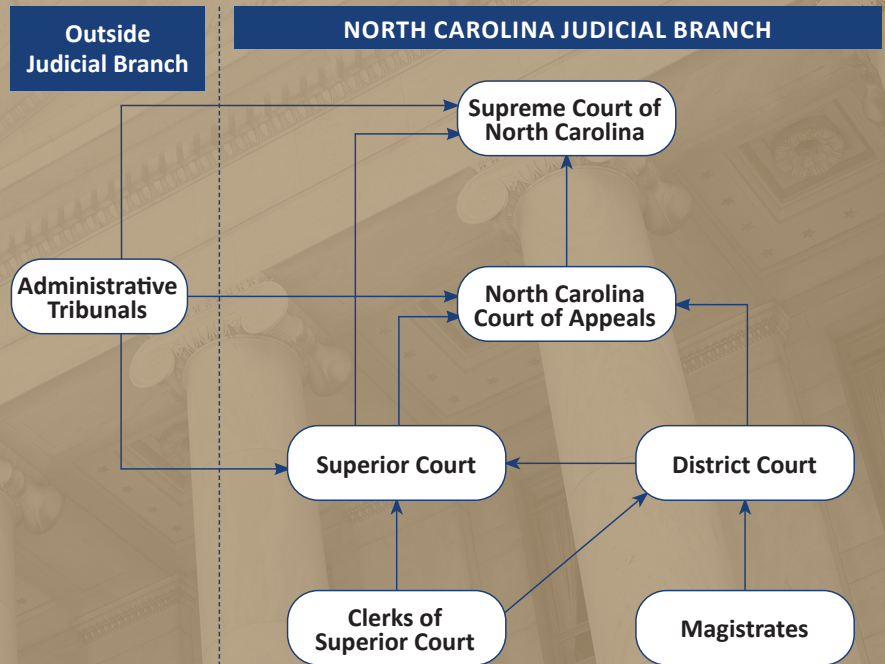 Outside
Judicial Branch
NORTH CAROLINA JUDICIAL BRANCH
Supreme Court of
North Carolina
Administrative
Tribunals
North Carolina
Court of Appeals
Superior Court
District Court
Clerks of
Superior Court
Magistrates